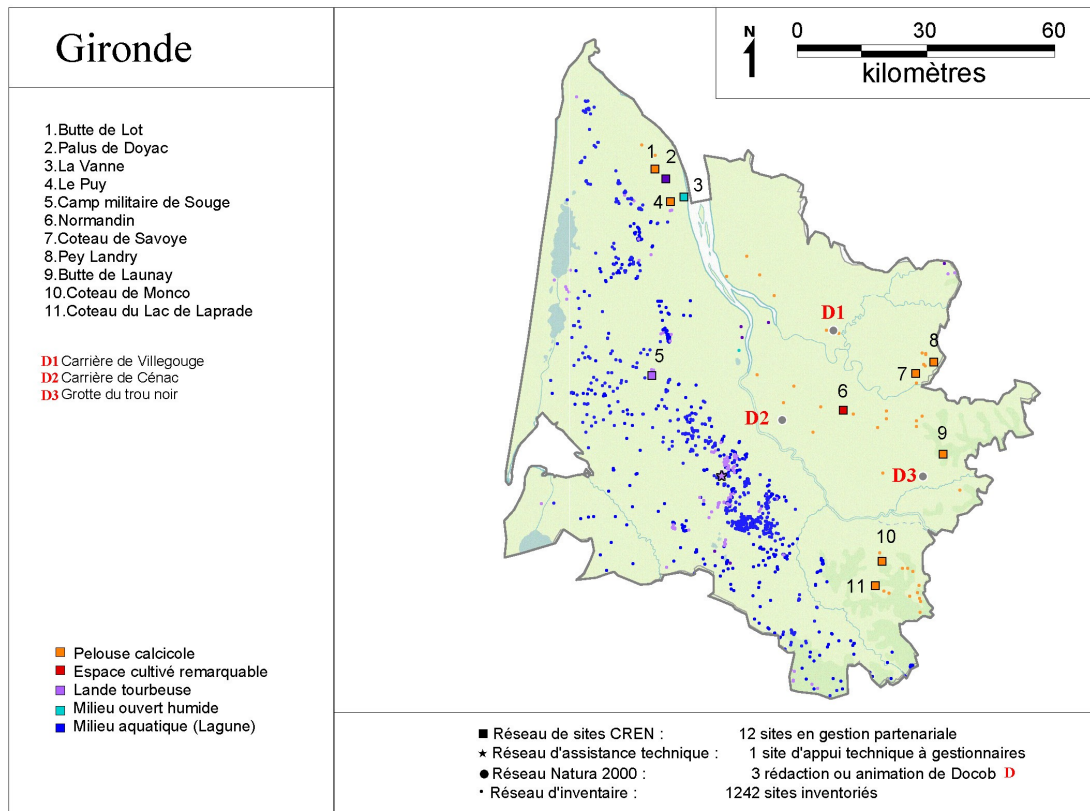 Gironde
1.Butte de Lot
2.Palus de Doyac
3.La Vanne
4.Le Puy
5.Camp militaire de Souge
6.Normandin
7.Coteau de Savoye
8.Pey Landry
9.Butte de Launay
10.Coteau de Monco
11.Coteau du Lac de Laprade
D1 Carrière de Villegouge
D2 Carrière de Cénac
D3 Grotte du trou noir
Pelouse calcicole
Espace cultivé remarquable
Lande tourbeuse
Milieu ouvert humide
Milieu aquatique (Lagune)
N
0 30 60
kilomètres
1
2
3
4
D1
5
8
7
6
D2
9
D3
10
11
Réseau de sites CREN : 12 sites en gestion partenariale
Réseau d'assistance technique : 1 site d'appui technique à gestionnaires
Réseau Natura 2000 : 3 rédaction ou animation de Docob D
Réseau d'inventaire : 1242 sites inventoriés